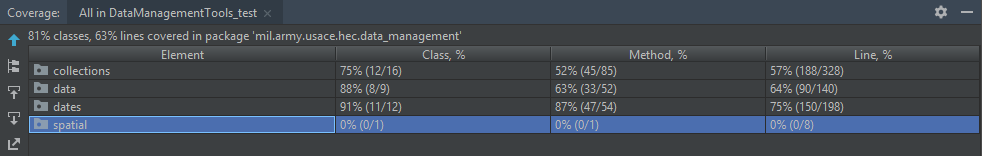 Coverage: All in DataManagementTools_test ×
81% classes, 63% lines covered in package 'mil.army.usace.hec.data_management'
Element Class, % Method, % Line, %
collections 75% (12/16) 52% (45/85) 57% (188/328)
data 88% (8/9) 63% (33/52) 64% (90/140)
dates 91% (11/12) 87% (47/54) 75% (150/198)
spatial 0% (0/1) 0% (0/1) 0% (0/8)